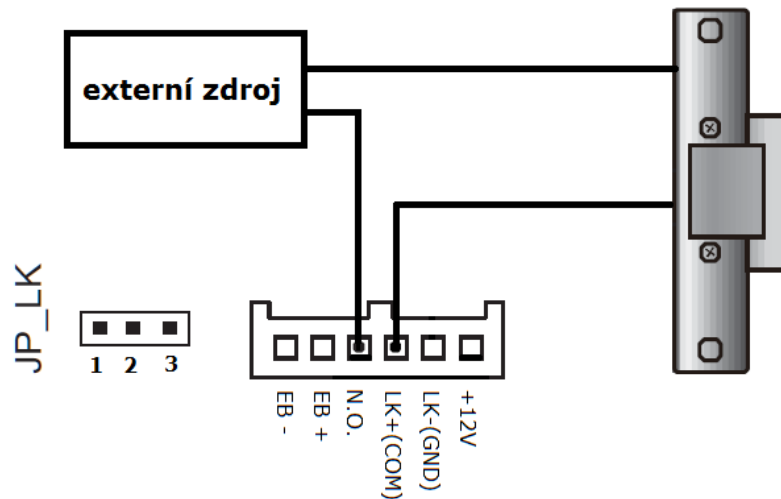 externí zdroj
JP_LK
1 2 3
EB -
EB +
N.O.
LK+(COM)
LK-(GND)
+12V